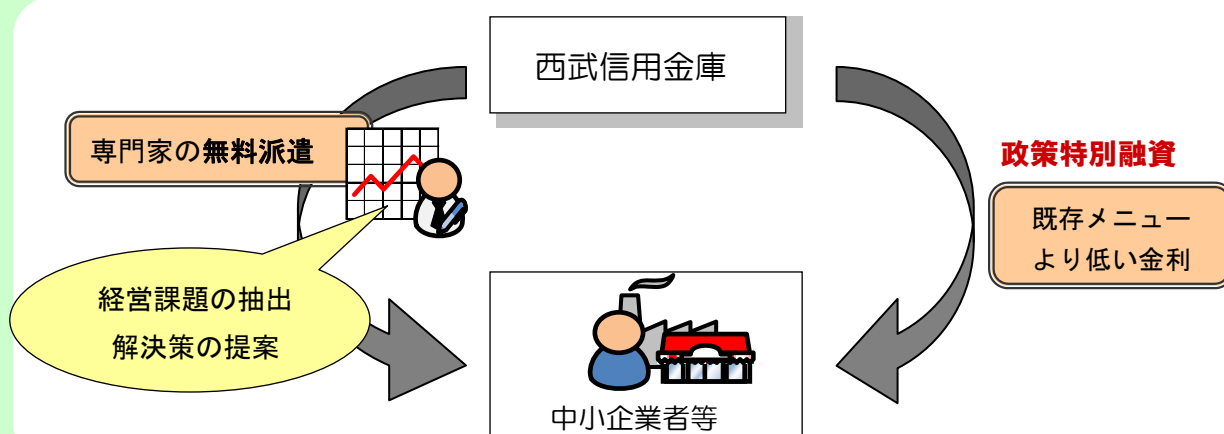 西武信用金庫
専門家の無料派遣
経営課題の抽出
解決策の提案
政策特別融資
既存メニュー
より低い金利
中小企業者等